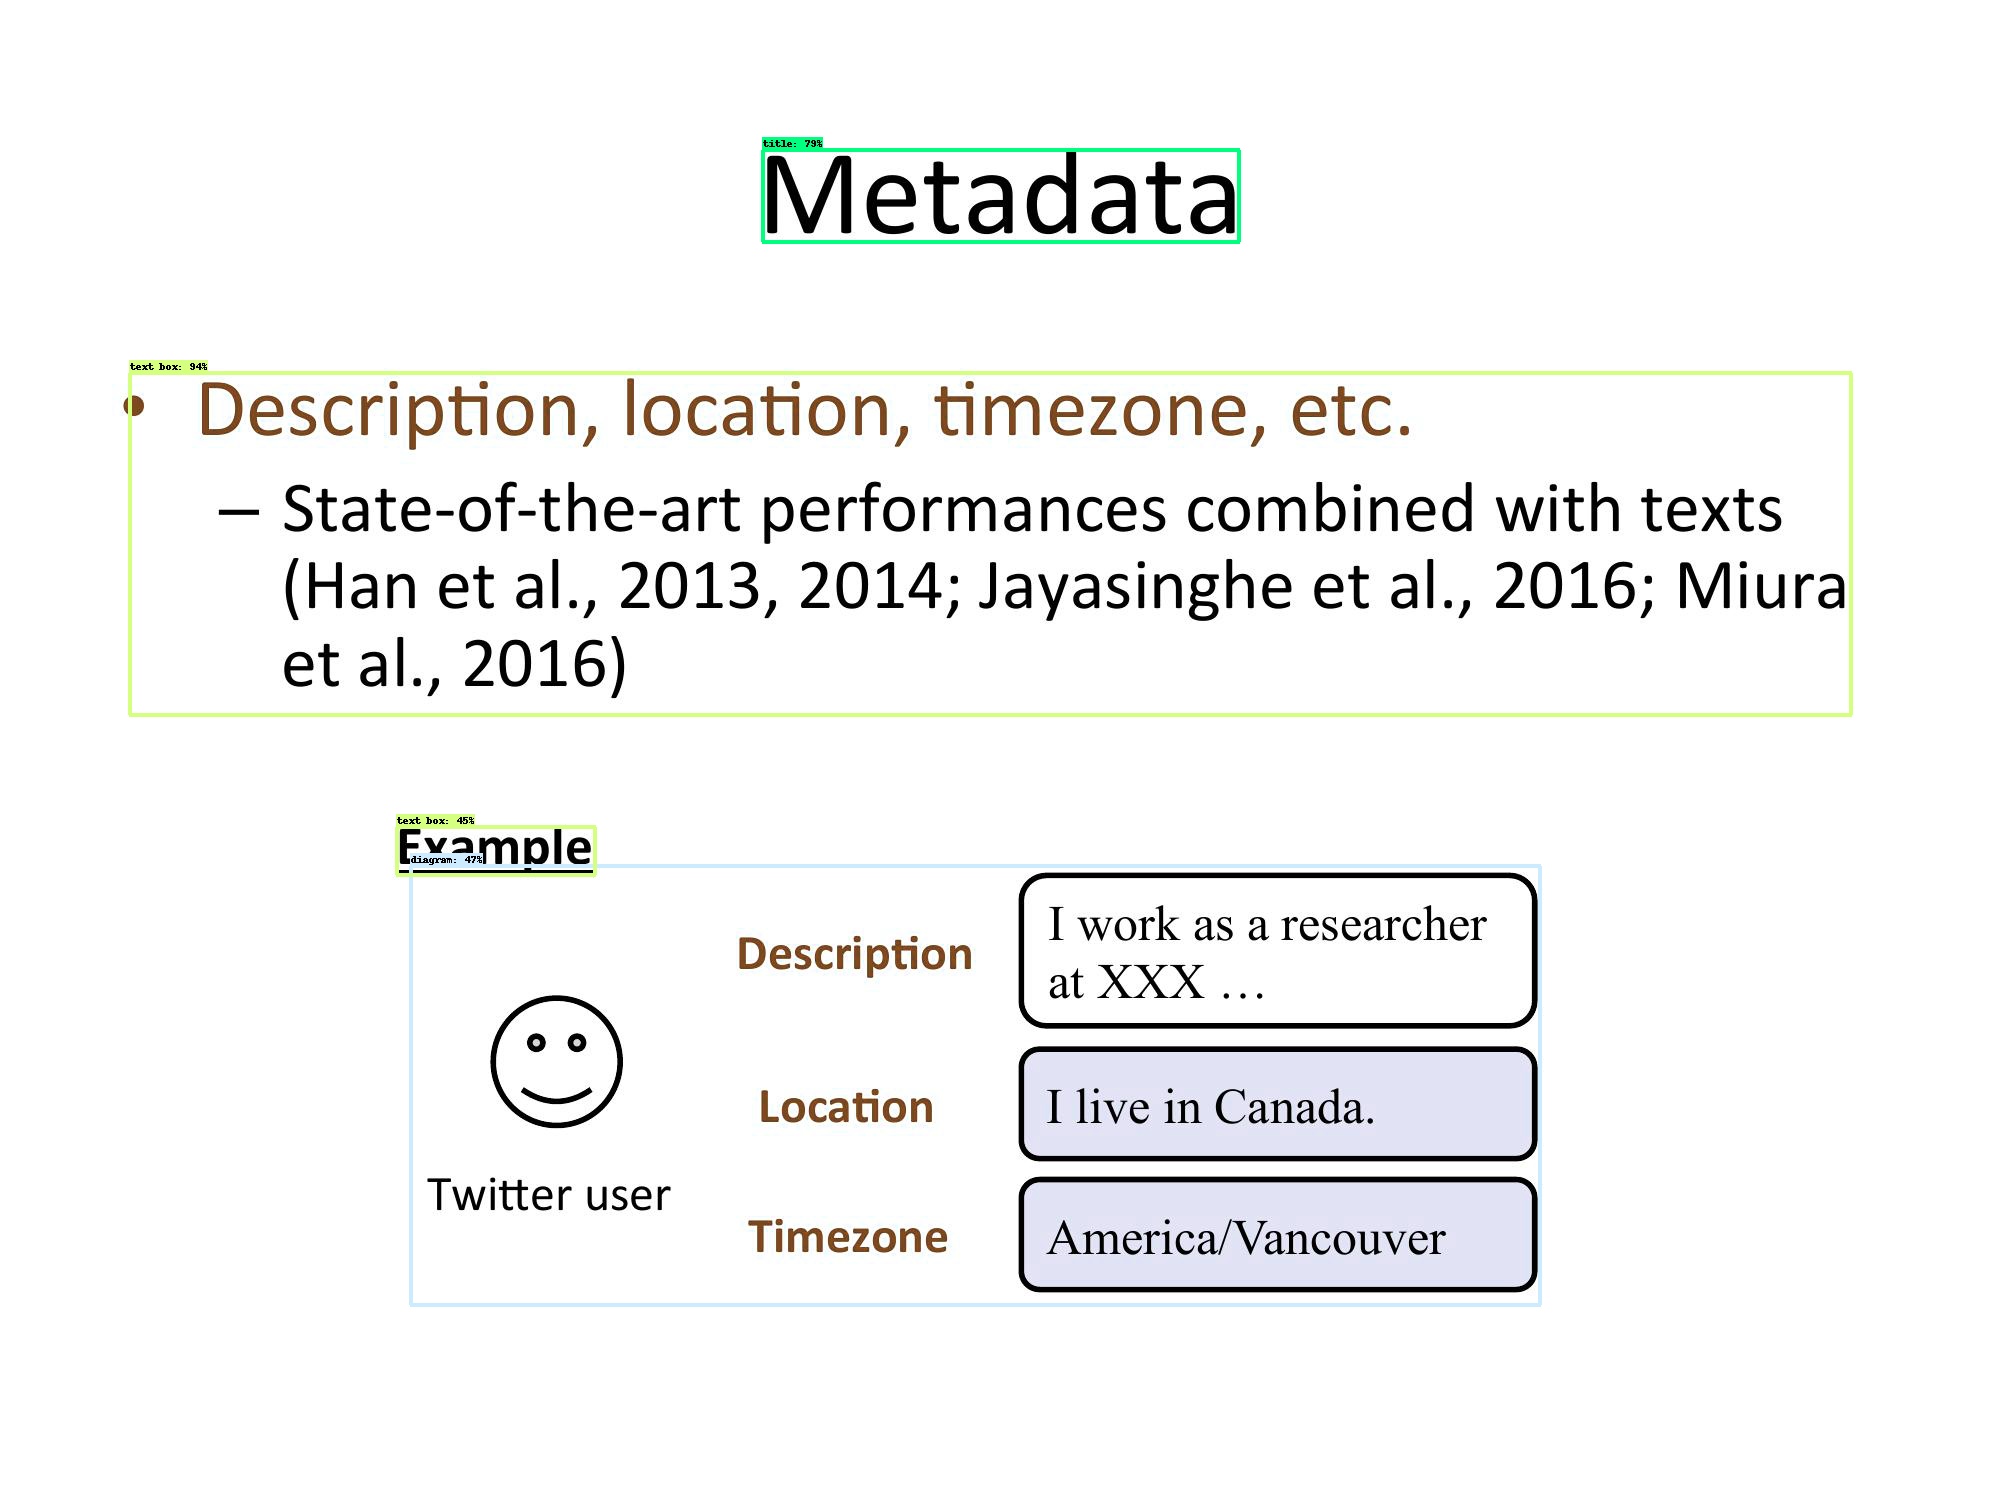 title: 79%
Metadata
text box: 94%
• Description, location, timezone, etc.
– State-of-the-art performances combined with texts
(Han et al., 2013, 2014; Jayasinghe et al., 2016; Miura
et al., 2016)
text box: 45%
Example
diagram: 47%
Description
I work as a researcher
at XXX …
Location
I live in Canada.
Twitter user
Timezone
America/Vancouver